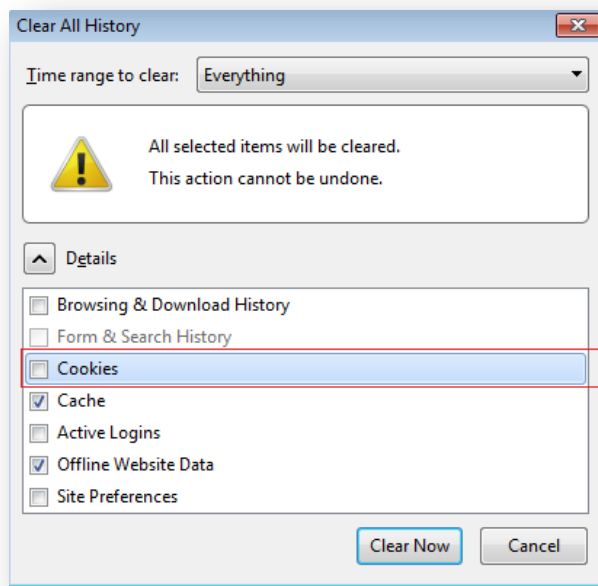 Clear All History
Time range to clear: Everything
All selected items will be cleared.
This action cannot be undone.
Details
Browsing & Download History
Form & Search History
Cookies
Cache
Active Logins
Offline Website Data
Site Preferences
Clear Now Cancel